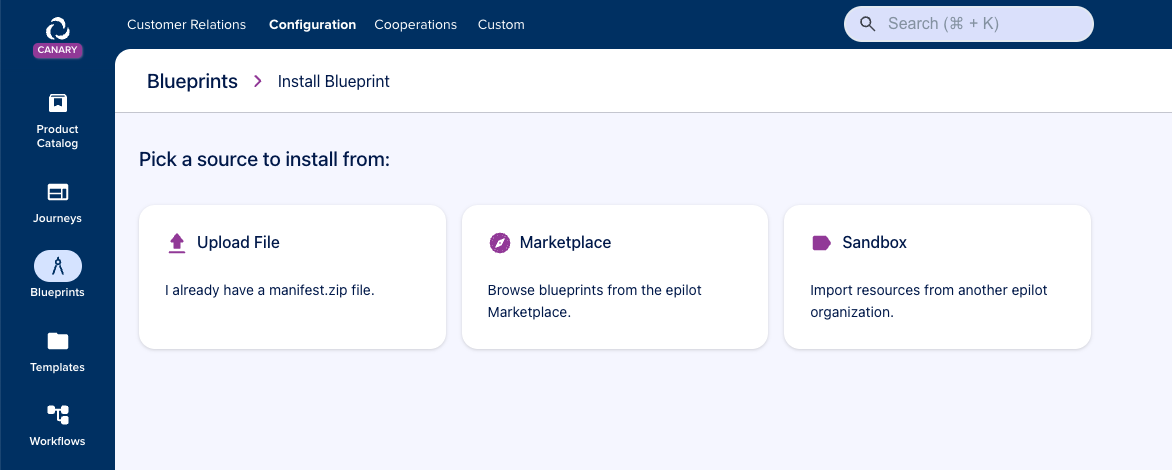 Customer Relations Configuration Cooperations Custom
Search (⌘ + K)
CANARY
Product
Catalog
Journeys
Blueprints
Templates
Workflows
Blueprints Install Blueprint
Pick a source to install from:
Upload File
I already have a manifest.zip file.
Marketplace
Browse blueprints from the epilot
Marketplace.
Sandbox
Import resources from another epilot
organization.